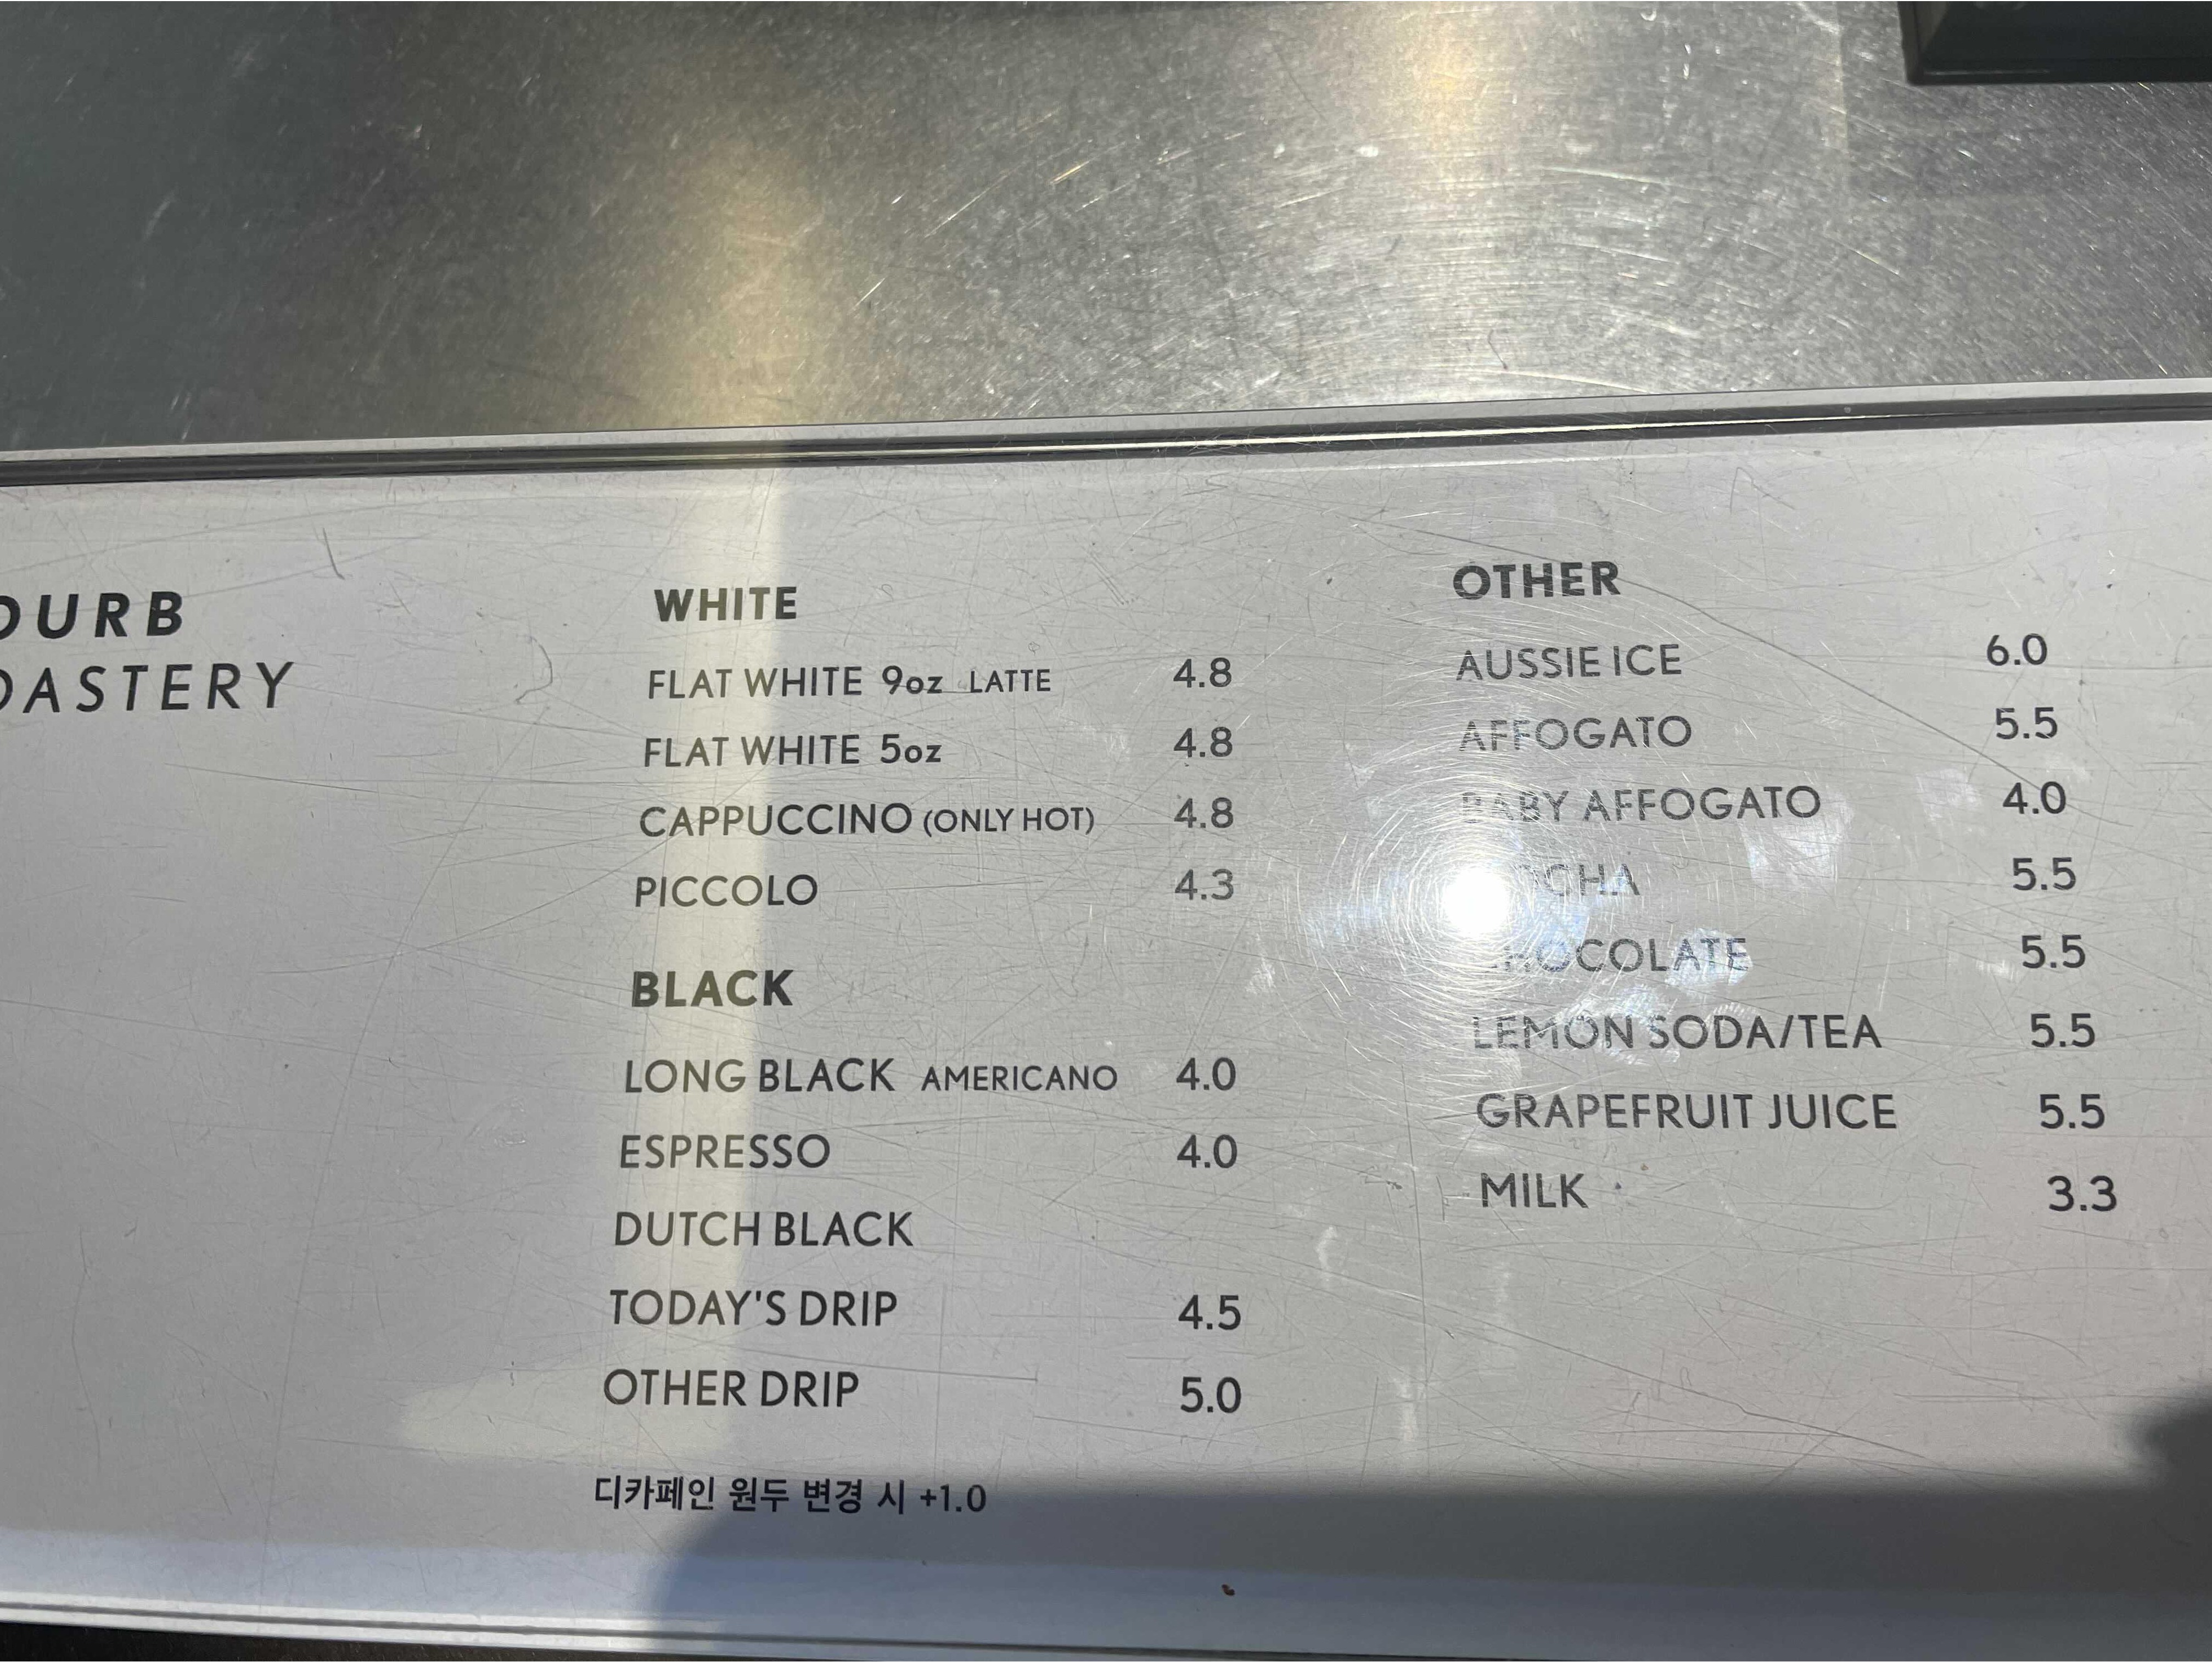 OURB
OASTERY
WHITE
FLAT WHITE 9oz LATTE 4.8
FLAT WHITE 5oz 4.8
CAPPUCCINO (ONLY HOT) 4.8
PICCOLO 4.3
BLACK
LONG BLACK AMERICANO 4.0
ESPRESSO 4.0
DUTCH BLACK
TODAY'S DRIP 4.5
OTHER DRIP 5.0
디카페인 원두 변경 시 +1.0
OTHER
AUSSIE ICE 6.0
AFFOGATO 5.5
BABY AFFOGATO 4.0
MOCHA 5.5
CHOCOLATE 5.5
LEMON SODA/TEA 5.5
GRAPEFRUIT JUICE 5.5
MILK 3.3